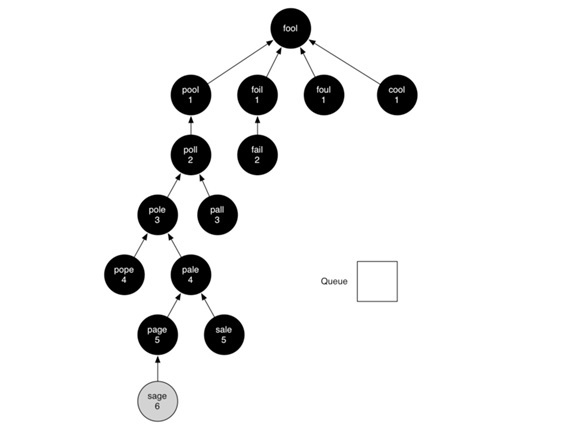 fool
pool
1
foil
1
foul
1
cool
1
poll
2
fail
2
pole
3
pall
3
pope
4
pale
4
Queue
page
5
sale
5
sage
6